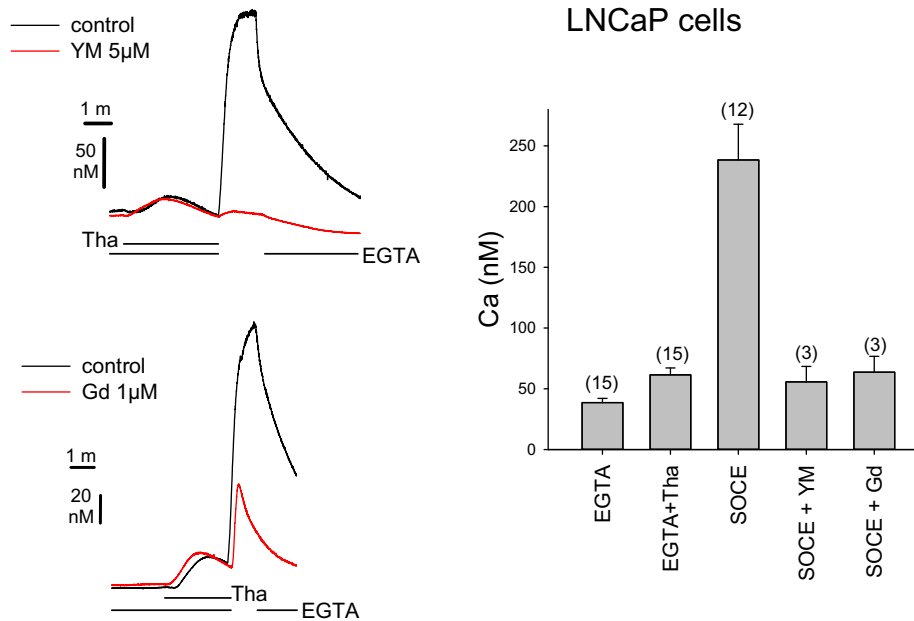 LNCaP cells
control
YM 5µM
1 m
50
nM
Tha
EGTA
control
Gd 1µM
1 m
20
nM
Tha
EGTA
Ca (nM)
250
200
150
100
50
0
(15)
(15)
(12)
(3)
(3)
EGTA
EGTA+Tha
SOCE
SOCE + YM
SOCE + Gd